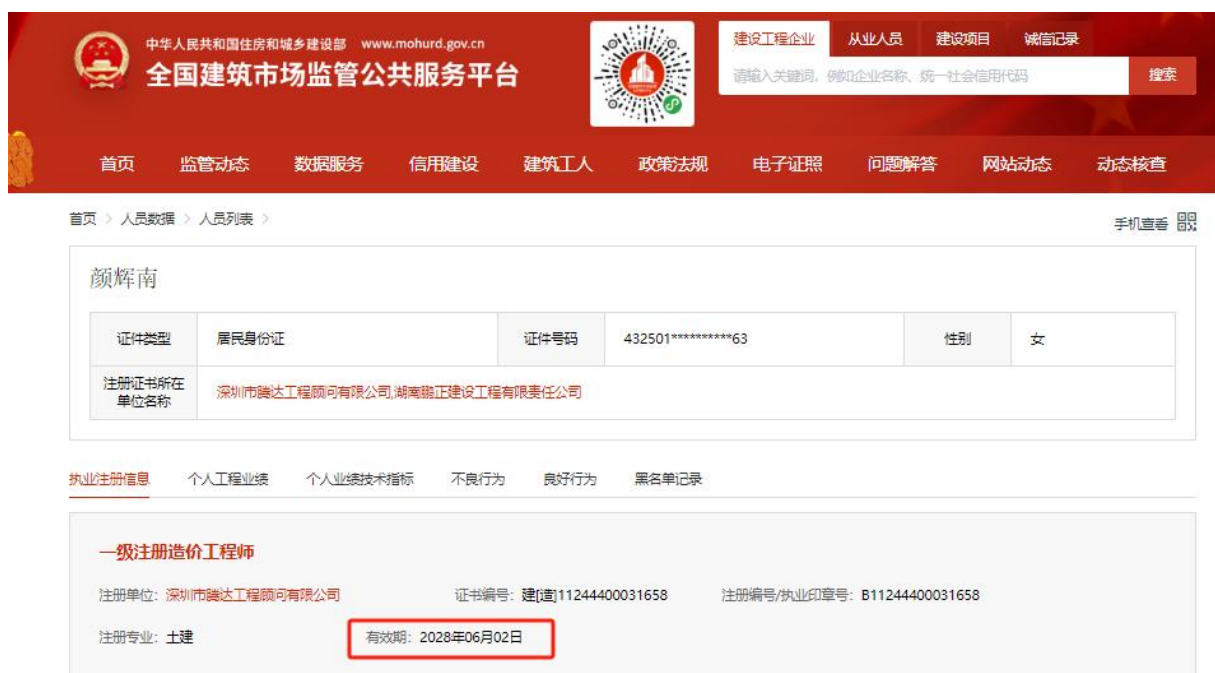 中华人民共和国住房和城乡建设部 www.mohurd.gov.cn
全国建筑市场监管公共服务平台
建设工程企业 从业人员 建设项目 诚信记录
请输入关键词，例如企业名称、统一社会信用代码 搜索
首页 监管动态 数据服务 信用建设 建筑工人 政策法规 电子证照 问题解答 网站动态 动态核查
首页 > 人员数据 > 人员列表 >
手机查看
颜辉南
证件类型 居民身份证 证件号码 432501**********63 性别 女
注册证书所在
单位名称
深圳市腾达工程顾问有限公司,湖南鹏正建设工程有限责任公司
执业注册信息 个人工程业绩 个人业绩技术指标 不良行为 良好行为 黑名单记录
一级注册造价工程师
注册单位：深圳市腾达工程顾问有限公司 证书编号：建[造]11244400031658 注册编号/执业印章号：B11244400031658
注册专业：土建 有效期：2028年06月02日